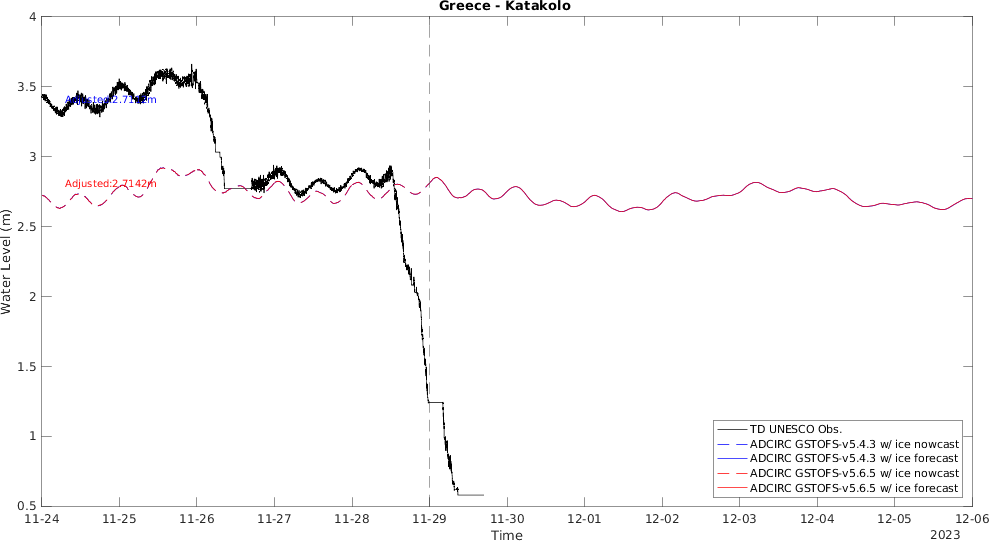 Greece - Katakolo
4
3.5
3
2.5
2
1.5
1
0.5
Water Level (m)
Adjusted:2.7142m
TD UNESCO Obs.
ADCIRC GSTOFS-v5.4.3 w/ ice nowcast
ADCIRC GSTOFS-v5.4.3 w/ ice forecast
ADCIRC GSTOFS-v5.6.5 w/ ice nowcast
ADCIRC GSTOFS-v5.6.5 w/ ice forecast
11-24 11-25 11-26 11-27 11-28 11-29 11-30 12-01 12-02 12-03 12-04 12-05 12-06
Time
2023